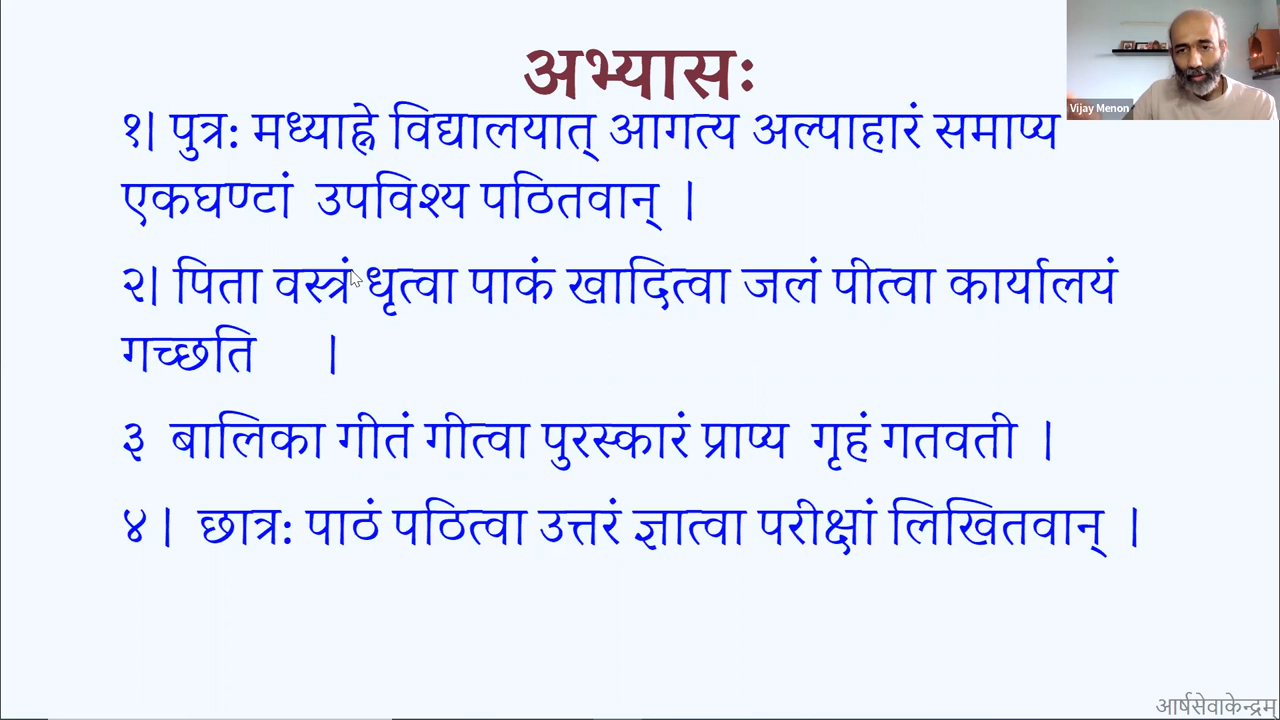 अभ्यासः
Vijay Menon
१| पुत्र: मध्याह्ने विद्यालयात् आगत्य अल्पाहारं समाप्य
एकघण्टां उपविश्य पठितवान् |
२| पिता वस्त्रं धृत्वा पाकं खादित्वा जलं पीत्वा कार्यालयं
गच्छति |
३ बालिका गीतं गीत्वा पुरस्कारं प्राप्य गृहं गतवती |
४| छात्र: पाठं पठित्वा उत्तरं ज्ञात्वा परीक्षां लिखितवान् |
आर्षसेवाकेन्द्रम्